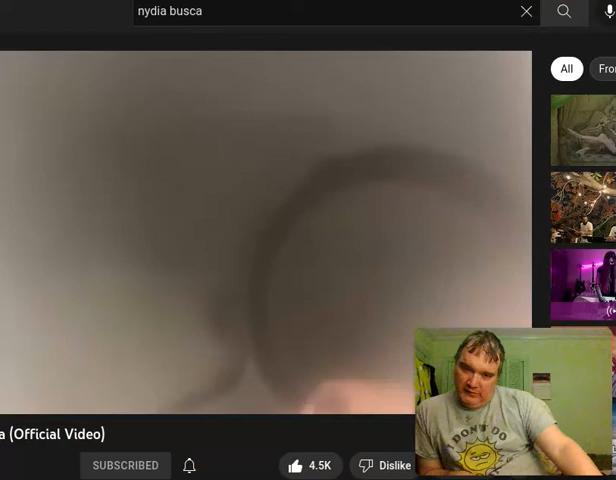 nydia busca
All
Fro
a (Official Video)
SUBSCRIBED
4.5K
Dislike
I DON'T DO